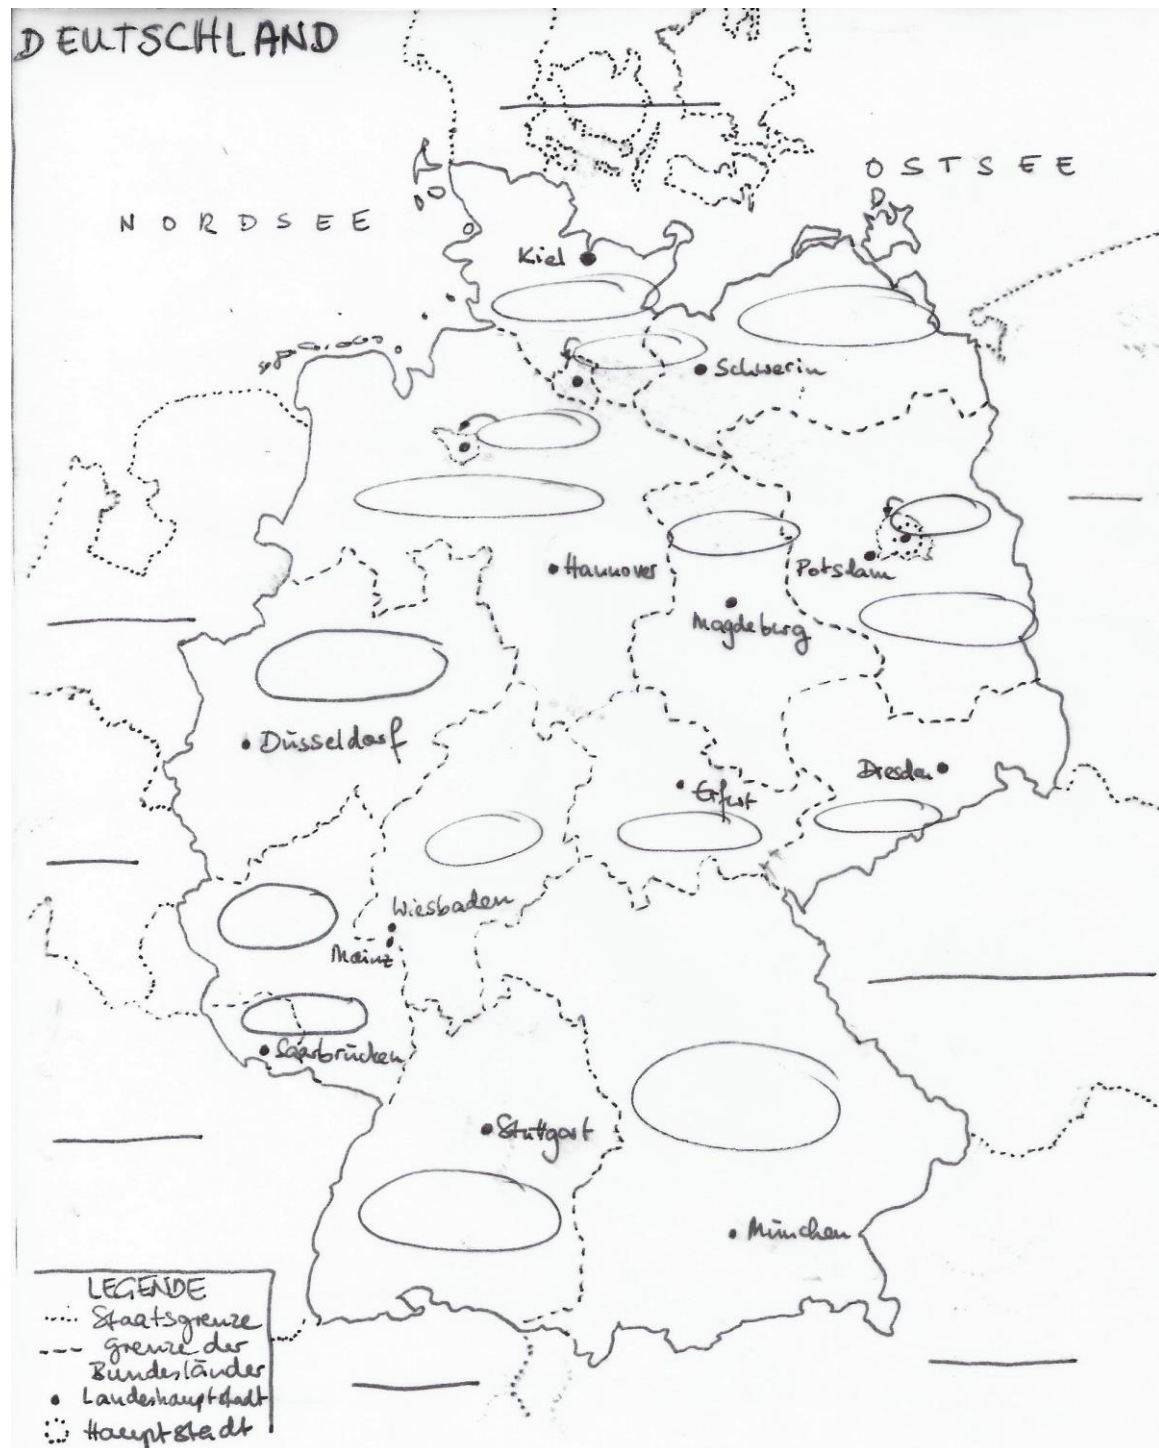 DEUTSCHLAND
OSTSEE
NORDSEE
Kiel
Schwerin
Hannover
Potsdam
Magdeburg
Düsseldorf
Dresden
Erfurt
Wiesbaden
Mainz
Saarbrücken
Stuttgart
München
LEGENDE
Staatsgrenze
Grenze der
Bundesländer
Landeshauptstadt
Hauptstadt